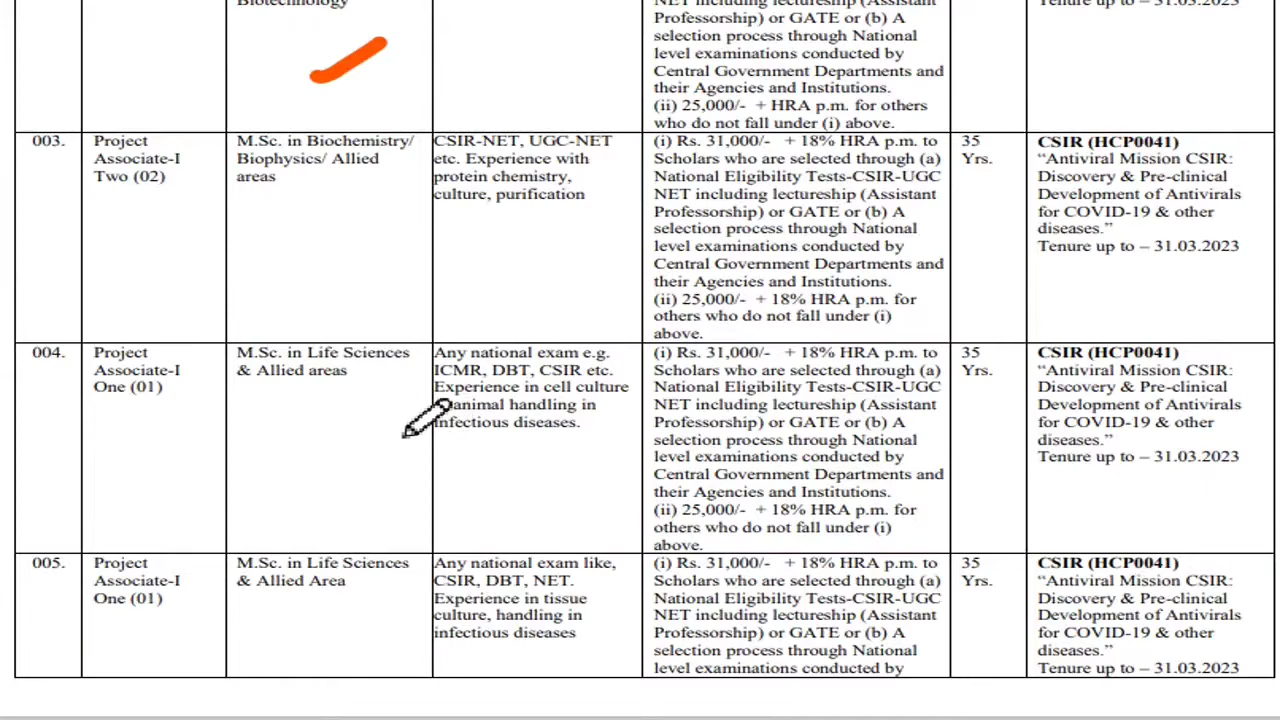 Biotechnology
NET including lectureship (Assistant
Professorship) or GATE or (b) A
selection process through National
level examinations conducted by
Central Government Departments and
their Agencies and Institutions.
(ii) 25,000/- + HRA p.m. for others
who do not fall under (i) above.
Tenure up to – 31.03.2023
003.
Project
Associate-I
Two (02)
M.Sc. in Biochemistry/
Biophysics/ Allied
areas
CSIR-NET, UGC-NET
etc. Experience with
protein chemistry,
culture, purification
(i) Rs. 31,000/- + 18% HRA p.m. to
Scholars who are selected through (a)
National Eligibility Tests-CSIR-UGC
NET including lectureship (Assistant
Professorship) or GATE or (b) A
selection process through National
level examinations conducted by
Central Government Departments and
their Agencies and Institutions.
(ii) 25,000/- + 18% HRA p.m. for
others who do not fall under (i)
above.
35
Yrs.
CSIR (HCP0041)
“Antiviral Mission CSIR:
Discovery & Pre-clinical
Development of Antivirals
for COVID-19 & other
diseases.”
Tenure up to – 31.03.2023
004.
Project
Associate-I
One (01)
M.Sc. in Life Sciences
& Allied areas
Any national exam e.g.
ICMR, DBT, CSIR etc.
Experience in cell culture
animal handling in
infectious diseases.
(i) Rs. 31,000/- + 18% HRA p.m. to
Scholars who are selected through (a)
National Eligibility Tests-CSIR-UGC
NET including lectureship (Assistant
Professorship) or GATE or (b) A
selection process through National
level examinations conducted by
Central Government Departments and
their Agencies and Institutions.
(ii) 25,000/- + 18% HRA p.m. for
others who do not fall under (i)
above.
35
Yrs.
CSIR (HCP0041)
“Antiviral Mission CSIR:
Discovery & Pre-clinical
Development of Antivirals
for COVID-19 & other
diseases.”
Tenure up to – 31.03.2023
005.
Project
Associate-I
One (01)
M.Sc. in Life Sciences
& Allied Area
Any national exam like,
CSIR, DBT, NET.
Experience in tissue
culture, handling in
infectious diseases
(i) Rs. 31,000/- + 18% HRA p.m. to
Scholars who are selected through (a)
National Eligibility Tests-CSIR-UGC
NET including lectureship (Assistant
Professorship) or GATE or (b) A
selection process through National
level examinations conducted by
35
Yrs.
CSIR (HCP0041)
“Antiviral Mission CSIR:
Discovery & Pre-clinical
Development of Antivirals
for COVID-19 & other
diseases.”
Tenure up to – 31.03.2023